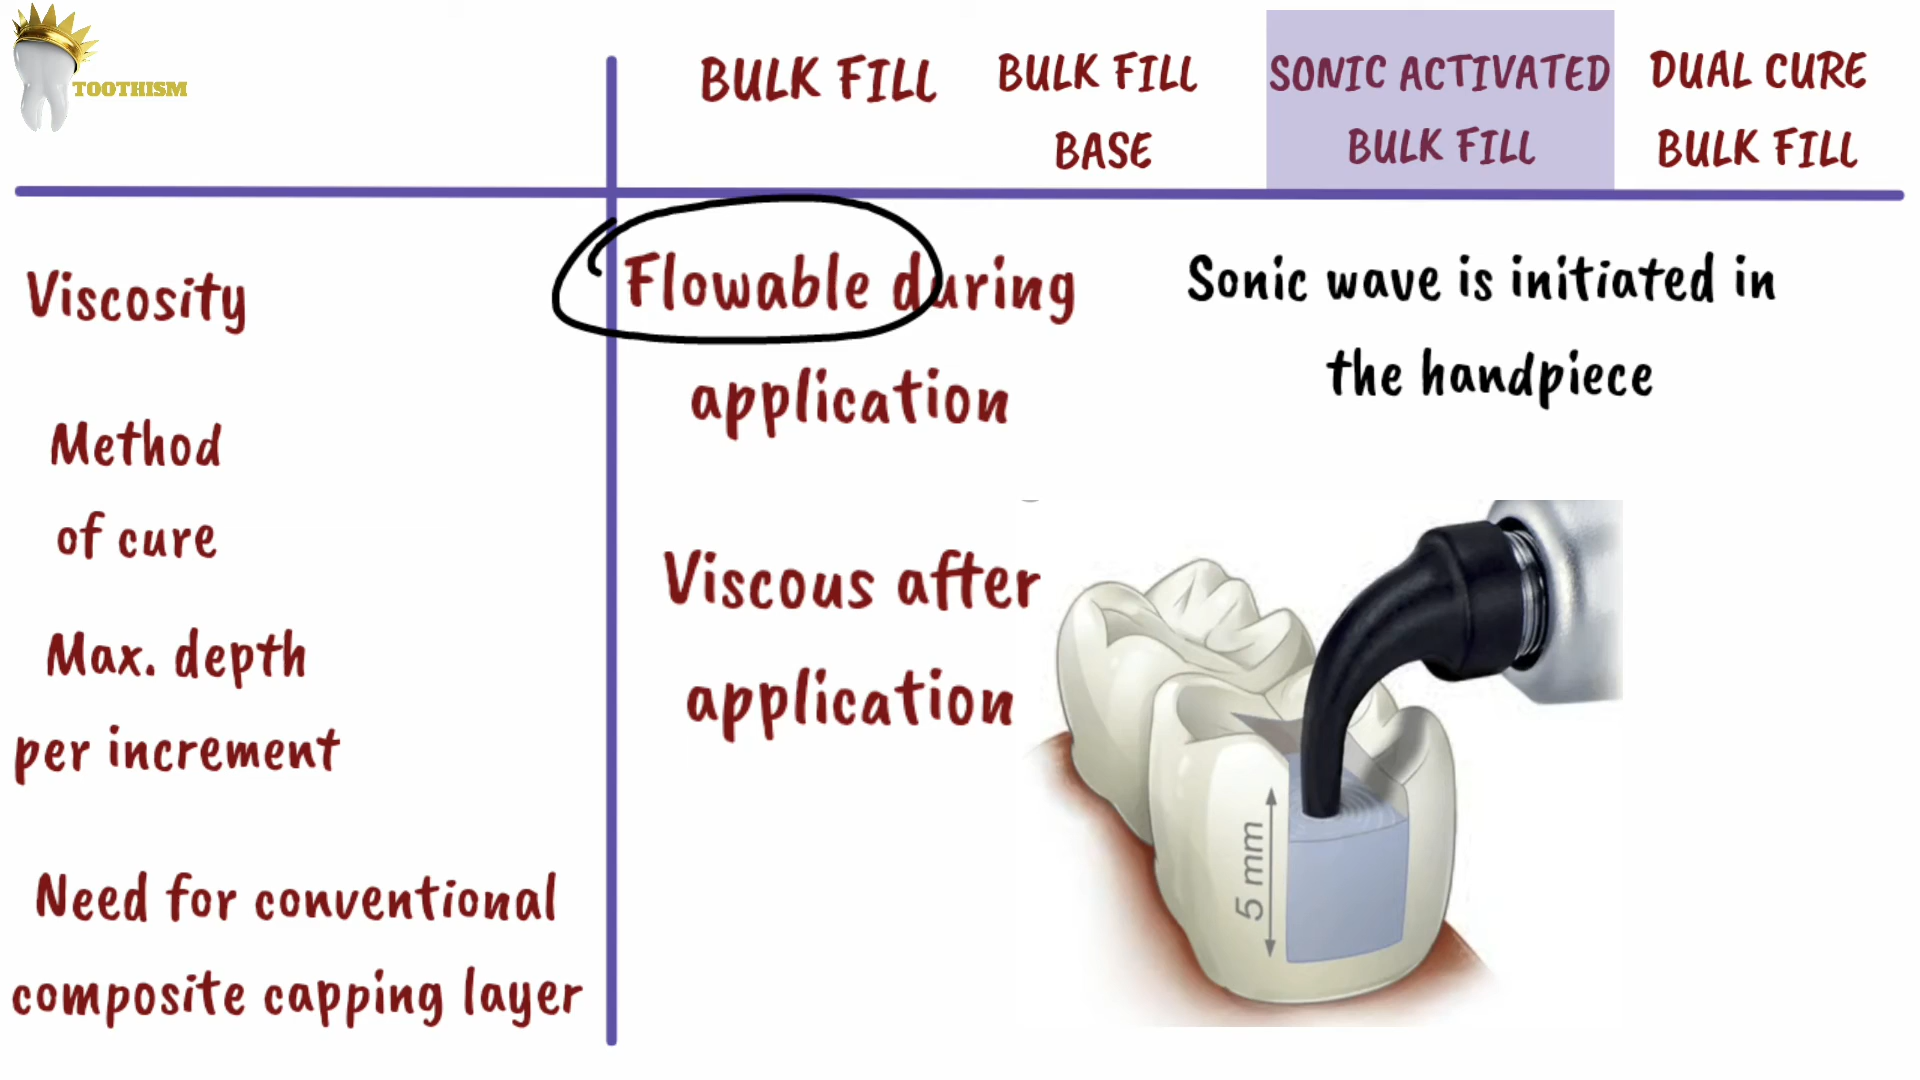 TOOTHISM
BULK FILL
BULK FILL
BASE
SONIC ACTIVATED
BULK FILL
DUAL CURE
BULK FILL
Viscosity
Flowable during
application
Sonic wave is initiated in
the handpiece
Method
of cure
Viscous after
application
Max. depth
per increment
5 mm
Need for conventional
composite capping layer